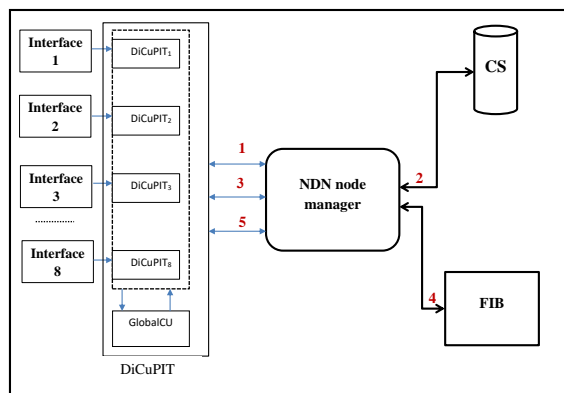 Interface
1
DiCuPIT1
Interface
2
DiCuPIT2
Interface
3
DiCuPIT3
..............
Interface
8
DiCuPIT8
GlobalCU
DiCuPIT
1
3
5
NDN node
manager
2
CS
4
FIB